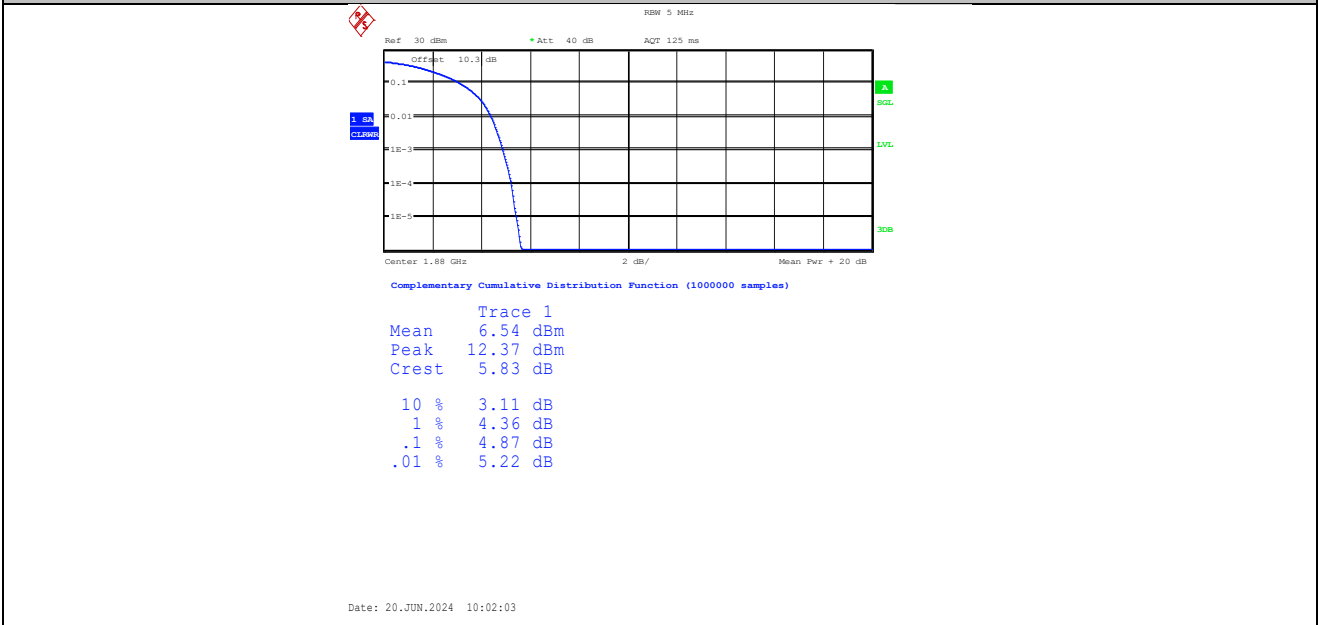 RBW 5 MHz
R S
Ref 30 dBm * Att 40 dB AQT 125 ms
Offset 10.3 dB
0.1
A
SGL
1 SA
0.01
CLRWR
LVL
1E-3
1E-4
1E-5
3DB
Center 1.88 GHz 2 dB/ Mean Pwr + 20 dB
Complementary Cumulative Distribution Function (1000000 samples)
Trace 1
Mean 6.54 dBm
Peak 12.37 dBm
Crest 5.83 dB
10 % 3.11 dB
1 % 4.36 dB
.1 % 4.87 dB
.01 % 5.22 dB
Date: 20.JUN.2024 10:02:03